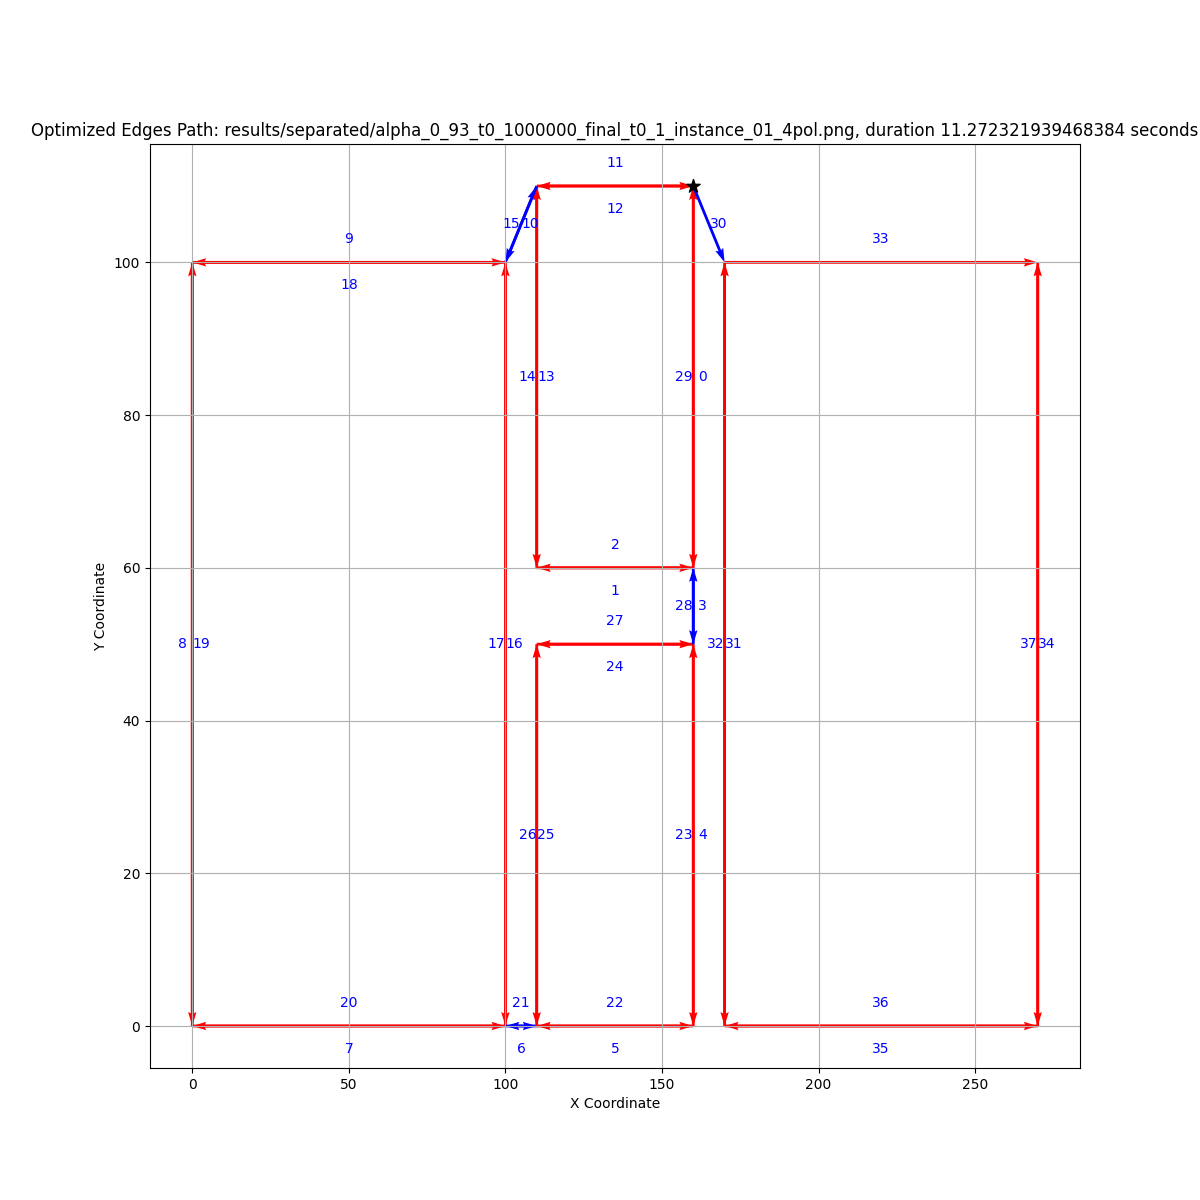 Optimized Edges Path: results/separated/alpha_0_93_t0_1000000_final_t0_1_instance_01_4pol.png, duration 11.272321939468384 seconds
11
12
15 10 30
9 33
100
18
14 13 29 0
80
2
60
1
28 3
27
8 19 17 16 32 31 37 34
24
40
26 25 23 4
20
20 21 22 36
0
7 6 5 35
0 50 100 150 200 250
X Coordinate
Y Coordinate